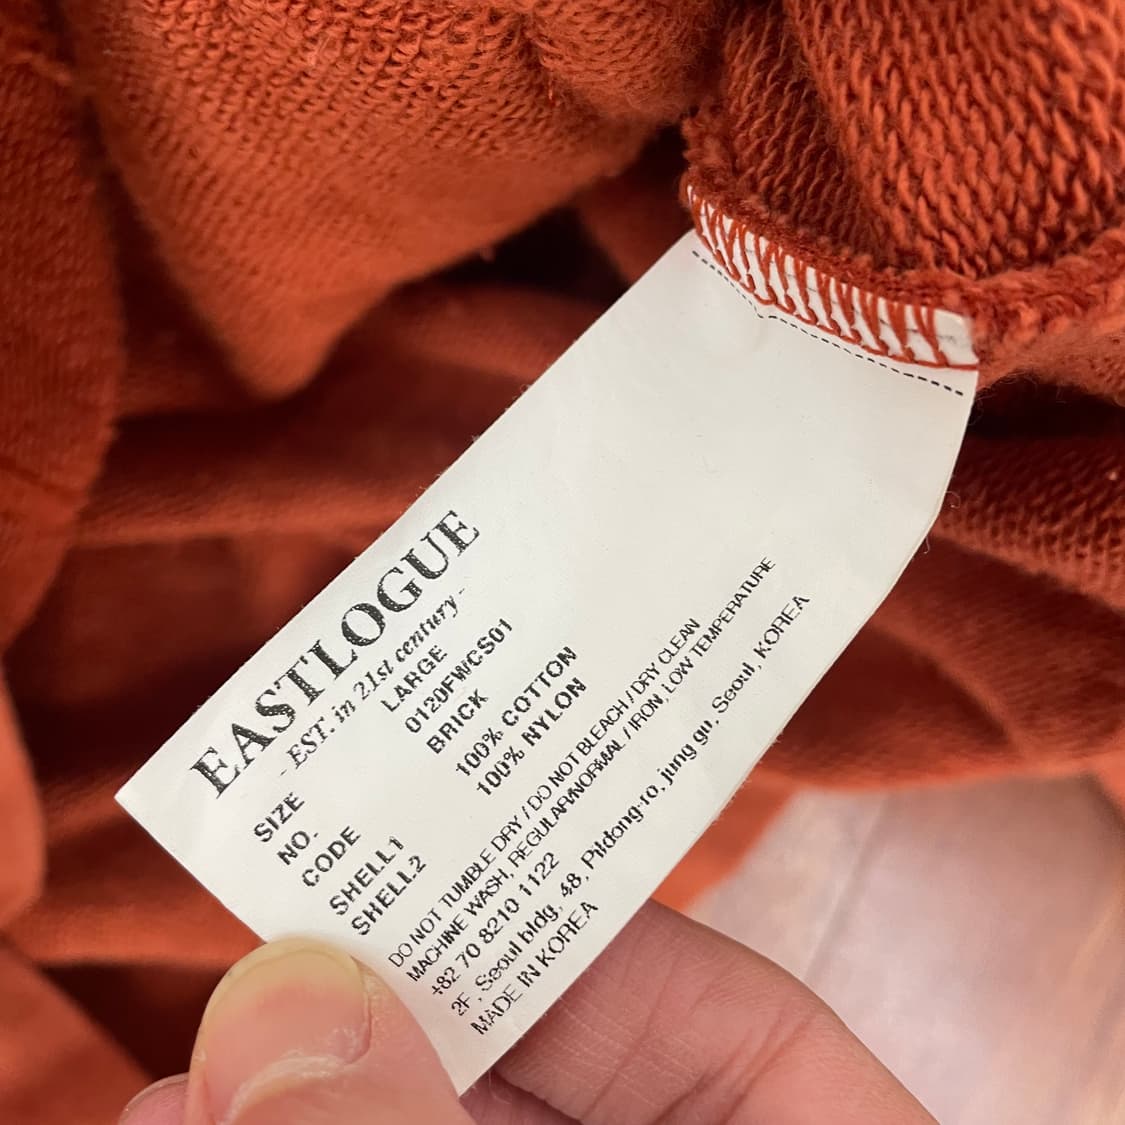 EASTLOGUE
- EST. in 21st century -
SIZE LARGE
NO. 0120FWCS01
CODE BRICK
SHELL1 100% COTTON
SHELL2 100% NYLON
DO NOT TUMBLE DRY / DO NOT BLEACH / DRY CLEAN
MACHINE WASH, REGULAR/NORMAL / IRON, LOW TEMPERATURE
+82 70 8210 1122
2F , Seoul bldg, 48, Pildong-ro, jung gu, Seoul, KOREA
MADE IN KOREA